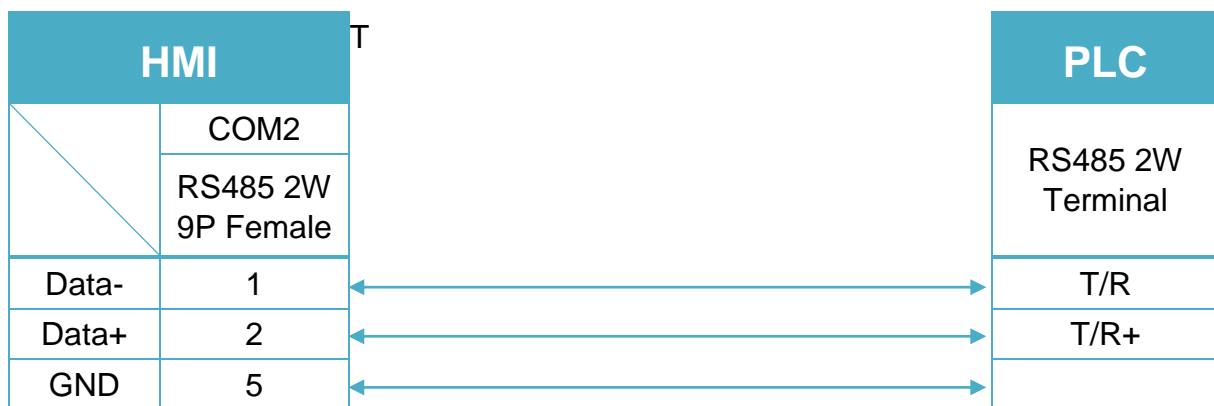 HMI
T
PLC
COM2
RS485 2W
9P Female
RS485 2W
Terminal
Data- 1 T/R
Data+ 2 T/R+
GND 5